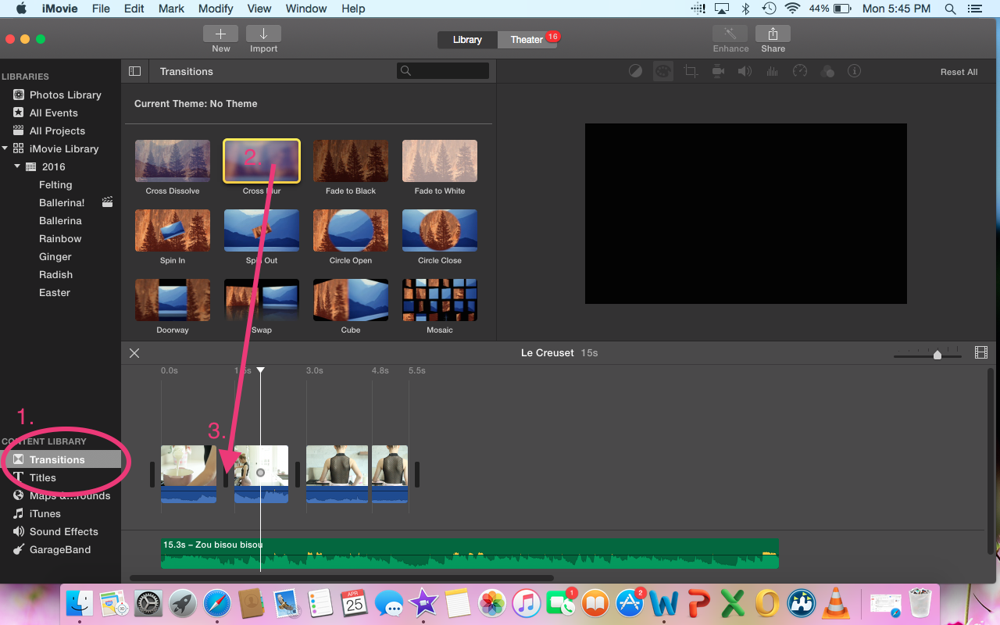 iMovie File Edit Mark Modify View Window Help 44% Mon 5:45 PM
New Import Library Theater 16 Enhance Share
LIBRARIES
Photos Library
All Events
All Projects
iMovie Library
2016
Felting
Ballerina!
Ballerina
Rainbow
Ginger
Radish
Easter
1.
CONTENT LIBRARY
Transitions
Titles
Maps &...rounds
iTunes
Sound Effects
GarageBand
Transitions
Reset All
Current Theme: No Theme
2.
Cross Dissolve Cross Blur Fade to Black Fade to White
Spin In Spin Out Circle Open Circle Close
Doorway Swap Cube Mosaic
Le Creuset 15s
0.0s 3.0s 4.8s 5.5s
3.
15.3s – Zou bisou bisou
APR
25
1
2